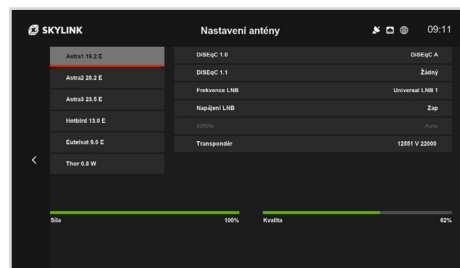 SKYLINK
Nastavení antény
09:11
Astra1 19.2 E
Astra2 28.2 E
Astra3 23.5 E
Hotbird 13.0 E
Eutelsat 9.0 E
Thor 0.8 W
DiSEqC 1.0 DiSEqC A
DiSEqC 1.1 Žádný
Frekvence LNB Universal LNB 1
Napájení LNB Zap
22KHz Auto
Transpondér 12551 V 22000
Síla 100% Kvalita 62%